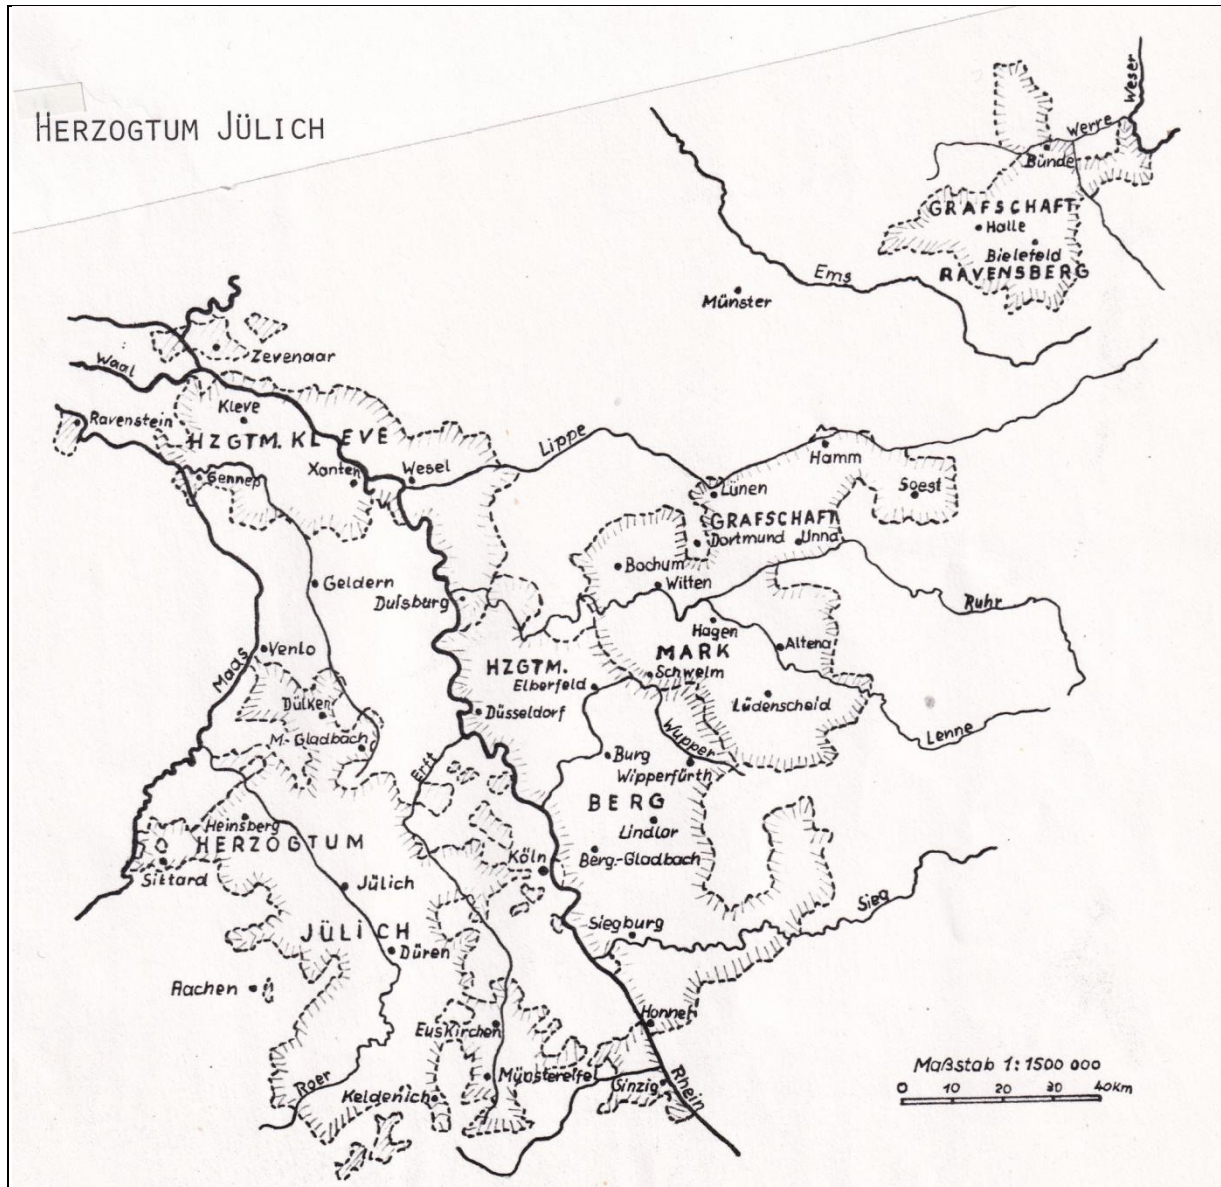 HERZOGTUM JÜLICH
Weser
Werre
Bünde
GRAFSCHAFT
Halle
Bielefeld
RAVENSBERG
Ems
Münster
Zevenaar
Waal
Ravenstein
Kleve
HZGTM. KLEVE
Gennep
Xanten
Wesel
Lippe
Hamm
Lünen
Soest
GRAFSCHAFT
Dortmund
Unna
Bochum
Witten
Geldern
Duisburg
Ruhr
Hagen
MARK
Altena
Schwelm
Lüdenscheid
Lenne
Venlo
Maas
HZGTM.
Elberfeld
Düsseldorf
Dülken
M.-Gladbach
Erft
Wupper
Burg
Wipperfürth
BERG
Lindlar
Berg.-Gladbach
Heinsberg
HERZOGTUM
Sittard
Jülich
Köln
JÜLICH
Düren
Siegburg
Sieg
Aachen
Honnef
Euskirchen
Münstereifel
Roer
Keldenich
Sinzig
Rhein
Maßstab 1:1500 000
0 10 20 30 40Km